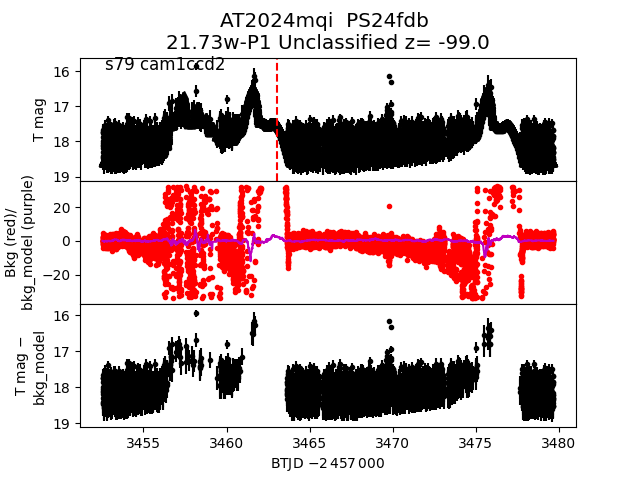 AT2024mqi PS24fdb
21.73w-P1 Unclassified z= -99.0
s79 cam1ccd2
16
17
18
19
T mag
20
0
−20
Bkg (red)/
bkg_model (purple)
16
17
18
19
T mag −
bkg_model
3455 3460 3465 3470 3475 3480
BTJD −2 457 000